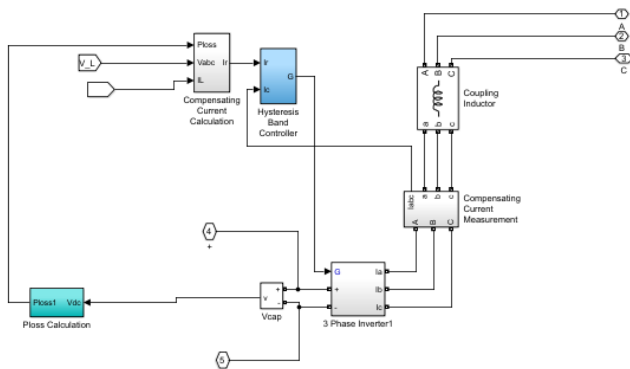 1
A
2
B
3
C
Ploss
V_L
Vabc
Ir
IL
Compensating
Current
Calculation
Ir
G
Ic
Hysteresis
Band
Controller
A
B
C
a
b
c
Coupling
Inductor
Iabc
a
b
c
A
B
C
Compensating
Current
Measurement
4
+
G
Ia
+
Ib
-
Ic
3 Phase Inverter1
+
v
-
Vcap
Ploss1
Vdc
Ploss Calculation
5